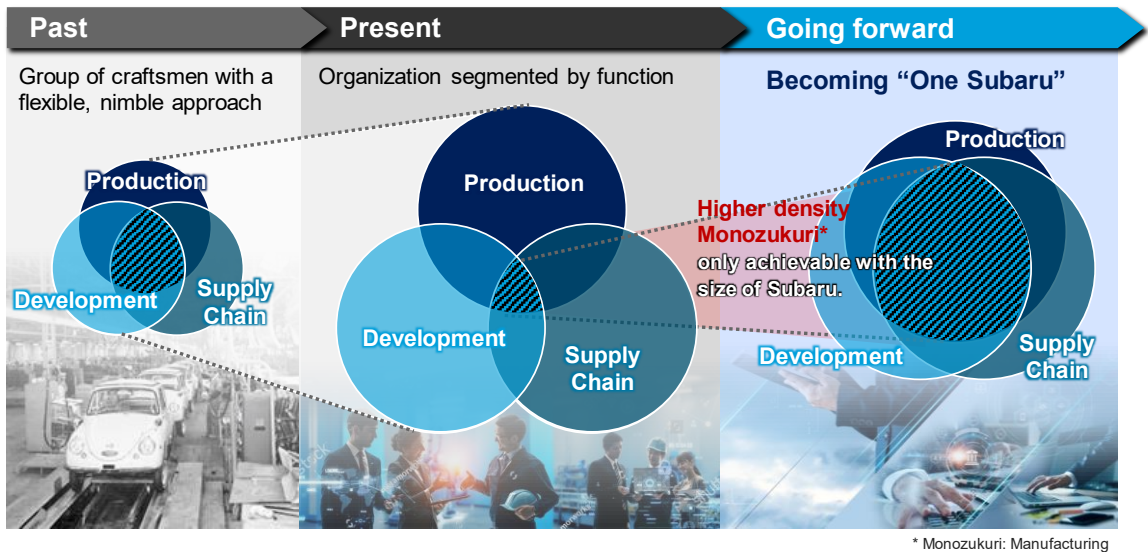 Past
Present
Going forward
Group of craftsmen with a
flexible, nimble approach
Production
Development
Supply
Chain
Organization segmented by function
Production
Development
Supply
Chain
Higher density
Monozukuri*
only achievable with the
size of Subaru.
Becoming “One Subaru”
Production
Development
Supply
Chain
* Monozukuri: Manufacturing